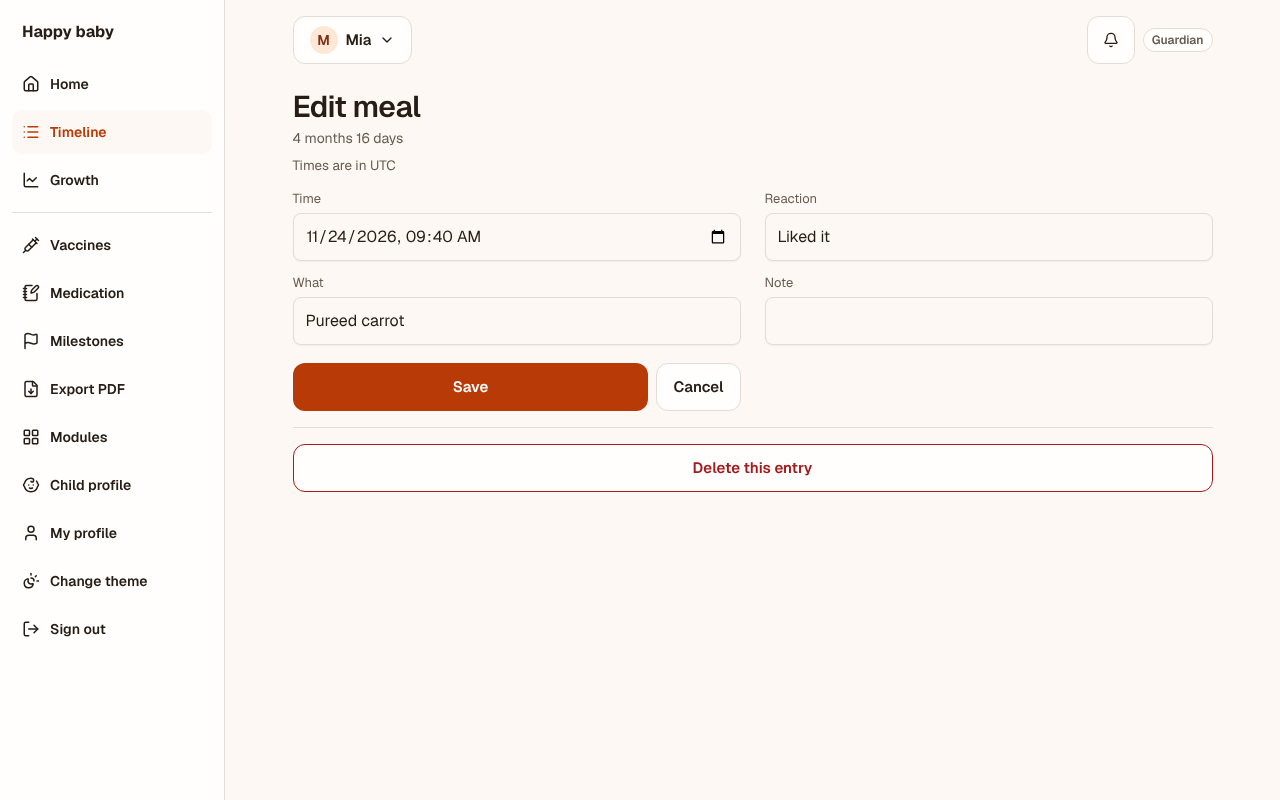 Happy baby
Home
Timeline
Growth
Vaccines
Medication
Milestones
Export PDF
Modules
Child profile
My profile
Change theme
Sign out
M Mia
Guardian
Edit meal
4 months 16 days
Times are in UTC
Time
11/24/2026, 09:40 AM
Reaction
Liked it
What
Pureed carrot
Note
Save
Cancel
Delete this entry